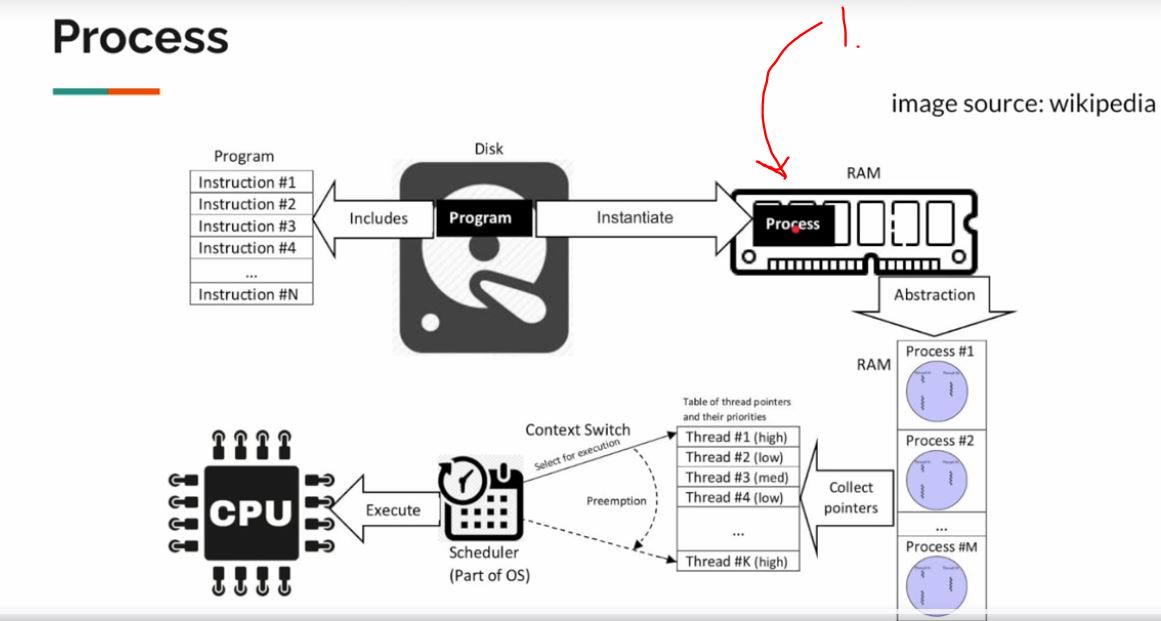 Process
1.
image source: wikipedia
Program
Instruction #1
Instruction #2
Instruction #3
Instruction #4
...
Instruction #N
Includes
Disk
Program
Instantiate
RAM
Process
Abstraction
RAM
Process #1
Process #2
...
Process #M
Collect
pointers
Table of thread pointers
and their priorities
Thread #1 (high)
Thread #2 (low)
Thread #3 (med)
Thread #4 (low)
...
Thread #K (high)
Context Switch
Select for execution
Preemption
Scheduler
(Part of OS)
Execute
CPU